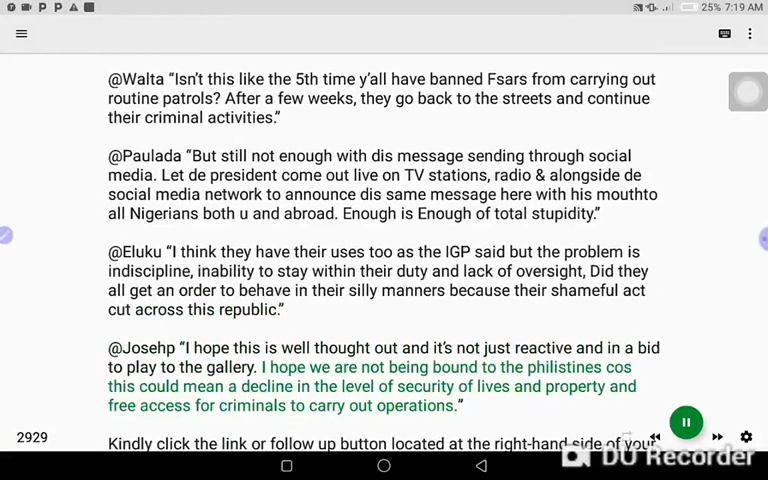 25% 7:19 AM
@Walta “Isn’t this like the 5th time y’all have banned Fsars from carrying out
routine patrols? After a few weeks, they go back to the streets and continue
their criminal activities.”
@Paulada “But still not enough with dis message sending through social
media. Let de president come out live on TV stations, radio & alongside de
social media network to announce dis same message here with his mouthto
all Nigerians both u and abroad. Enough is Enough of total stupidity.”
@Eluku “I think they have their uses too as the IGP said but the problem is
indiscipline, inability to stay within their duty and lack of oversight, Did they
all get an order to behave in their silly manners because their shameful act
cut across this republic.”
@Josehp “I hope this is well thought out and it’s not just reactive and in a bid
to play to the gallery. I hope we are not being bound to the philistines cos
this could mean a decline in the level of security of lives and property and
free access for criminals to carry out operations.”
2929
Kindly click the link or follow up button located at the right-hand side of your
DU Recorder